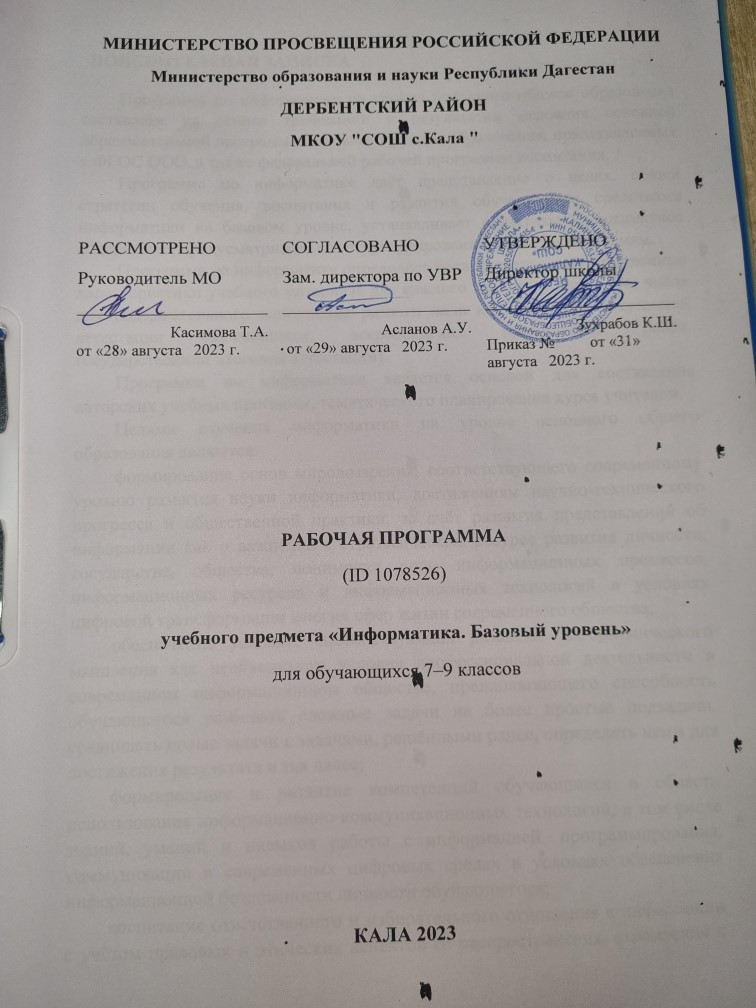 МИНИСТЕРСТВО ПРОСВЕЩЕНИЯ РОССИЙСКОЙ ФЕДЕРАЦИИ
Министерство образования и науки Республики Дагестан
ДЕРБЕНТСКИЙ РАЙОН
МКОУ "СОШ с.Кала "
РАССМОТРЕНО
Руководитель МО
Касимова Т.А.
от «28» августа 2023 г.
СОГЛАСОВАНО
Зам. директора по УВР
Асланов А.У.
от «29» августа 2023 г.
УТВЕРЖДЕНО
Директор школы
Зухрабов К.Ш.
Приказ № от «31»
августа 2023 г.
РАБОЧАЯ ПРОГРАММА
(ID 1078526)
учебного предмета «Информатика. Базовый уровень»
для обучающихся 7–9 классов
КАЛА 2023